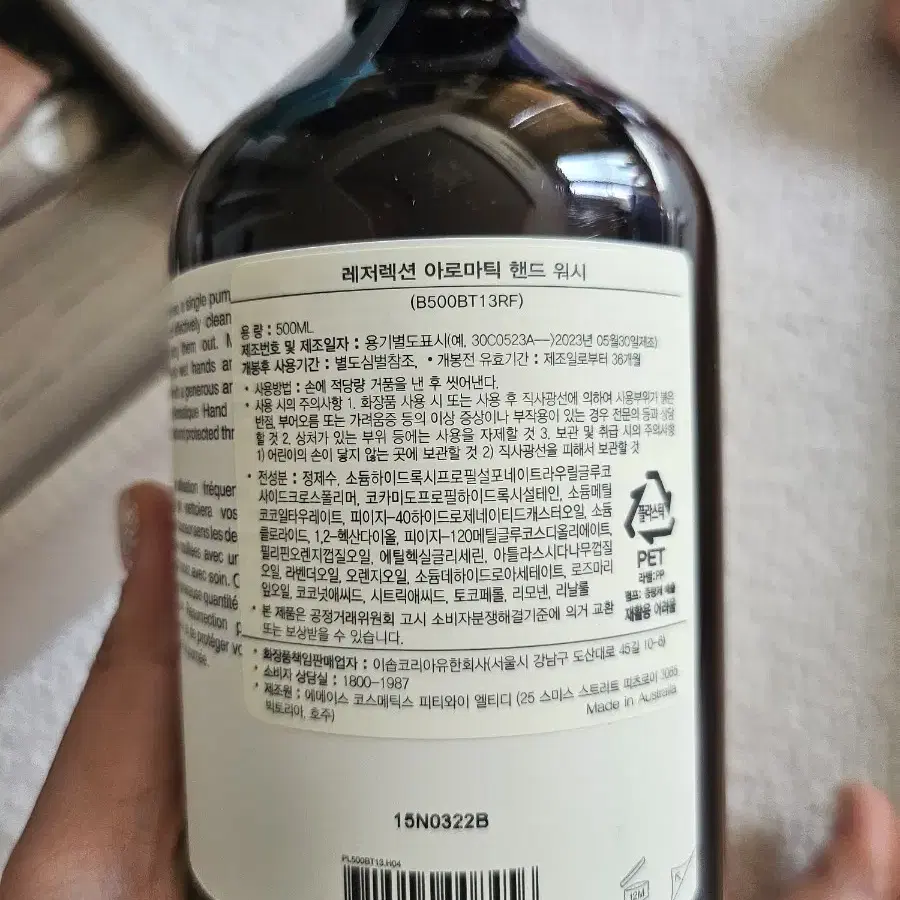 레저렉션 아로마틱 핸드 워시
(B500BT13RF)
용 량 : 500ML
제조번호 및 제조일자 : 용기별도표시(예, 30C0523A—>2023년 05월30일제조)
개봉후 사용기간 : 별도심벌참조, • 개봉전 유효기간 : 제조일로부터 36개월
• 사용방법 : 손에 적당량 거품을 낸 후 씻어낸다.
• 사용 시의 주의사항 1. 화장품 사용 시 또는 사용 후 직사광선에 의하여 사용부위가 붉은
반점, 부어오름 또는 가려움증 등의 이상 증상이나 부작용이 있는 경우 전문의 등과 상담
할 것 2. 상처가 있는 부위 등에는 사용을 자제할 것 3. 보관 및 취급 시의 주의사항
1) 어린이의 손이 닿지 않는 곳에 보관할 것 2) 직사광선을 피해서 보관할 것
• 전성분 : 정제수, 소듐하이드록시프로필설포네이트라우릴글루코
사이드크로스폴리머, 코카미도프로필하이드록시설테인, 소듐메틸
코코일타우레이트, 피이지-40하이드로제네이티드캐스터오일, 소듐
클로라이드, 1,2-헥산다이올, 피이지-120메틸글루코스디올리에이트,
필리핀오렌지껍질오일, 에틸헥실글리세린, 아틀라스시다나무껍질
오일, 라벤더오일, 오렌지오일, 소듐데하이드로아세테이트, 로즈마리
잎오일, 코코넛애씨드, 시트릭애씨드, 토코페롤, 리모넨, 리날룰
• 본 제품은 공정거래위원회 고시 소비자분쟁해결기준에 의거 교환
또는 보상받을 수 있습니다.
플라스틱
PET
라벨:PP
재활용 어려움
• 화장품책임판매업자 : 이솝코리아유한회사(서울시 강남구 도산대로 45길 10-6)
• 소비자 상담실 : 1800-1987
• 제조원 : 에메이스 코스메틱스 피티와이 엘티디 (25 스미스 스트리트 피츠로이 3065
빅토리아, 호주)
Made in Australia
15N0322B
PL500BT13.H04
12M
single pum
effectively clean
them out.
wet hands an
generous an
Hand
protected thr
fréquen
nettoiera vos
avec un
avec soin.
quantité
Resurrection
protéger vo